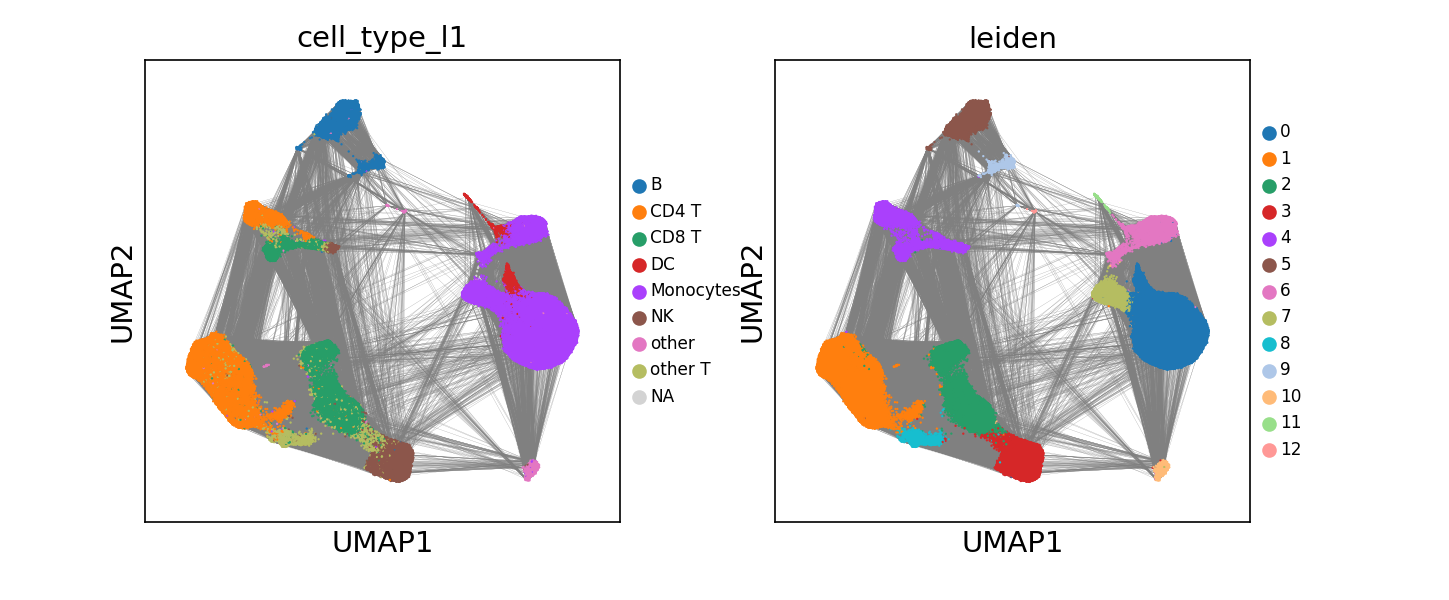 cell_type_l1
UMAP2
UMAP1
B
CD4 T
CD8 T
DC
Monocytes
NK
other
other T
NA
leiden
UMAP2
UMAP1
0
1
2
3
4
5
6
7
8
9
10
11
12